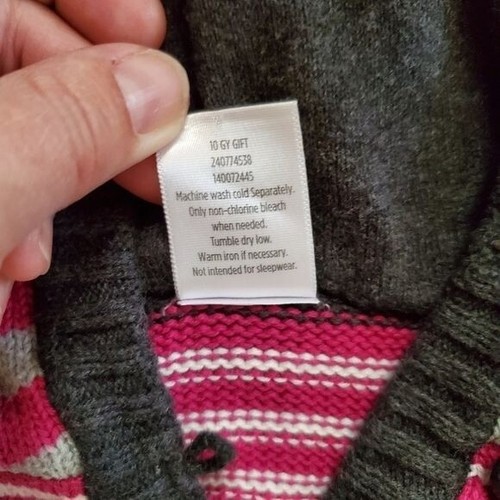 10 GY GIFT
240774538
140072445
Machine wash cold Separately.
Only non-chlorine bleach
when needed.
Tumble dry low.
Warm iron if necessary.
Not intended for sleepwear.